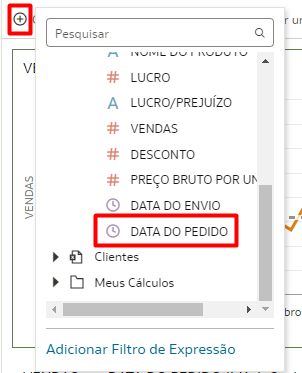 Pesquisar
NOME DO PRODUTO
LUCRO
LUCRO/PREJUÍZO
VENDAS
DESCONTO
PREÇO BRUTO POR UN
DATA DO ENVIO
DATA DO PEDIDO
Clientes
Meus Cálculos
Adicionar Filtro de Expressão
VENDAS